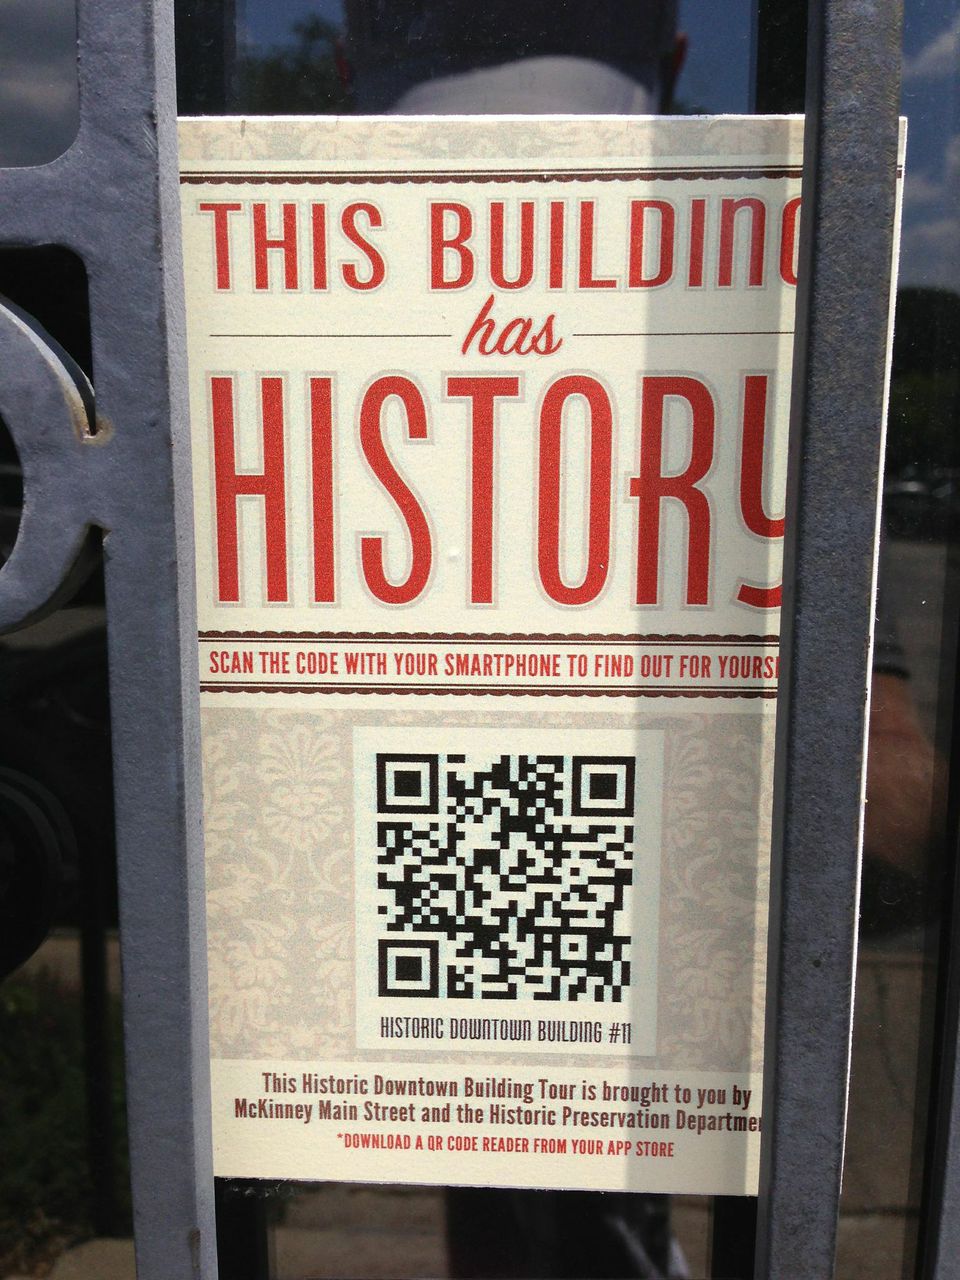 THIS BUILDING
has
HISTORY
SCAN THE CODE WITH YOUR SMARTPHONE TO FIND OUT FOR YOURS
HISTORIC DOWNTOWN BUILDING #11
This Historic Downtown Building Tour is brought to you by
McKinney Main Street and the Historic Preservation Departme
*DOWNLOAD A QR CODE READER FROM YOUR APP STORE